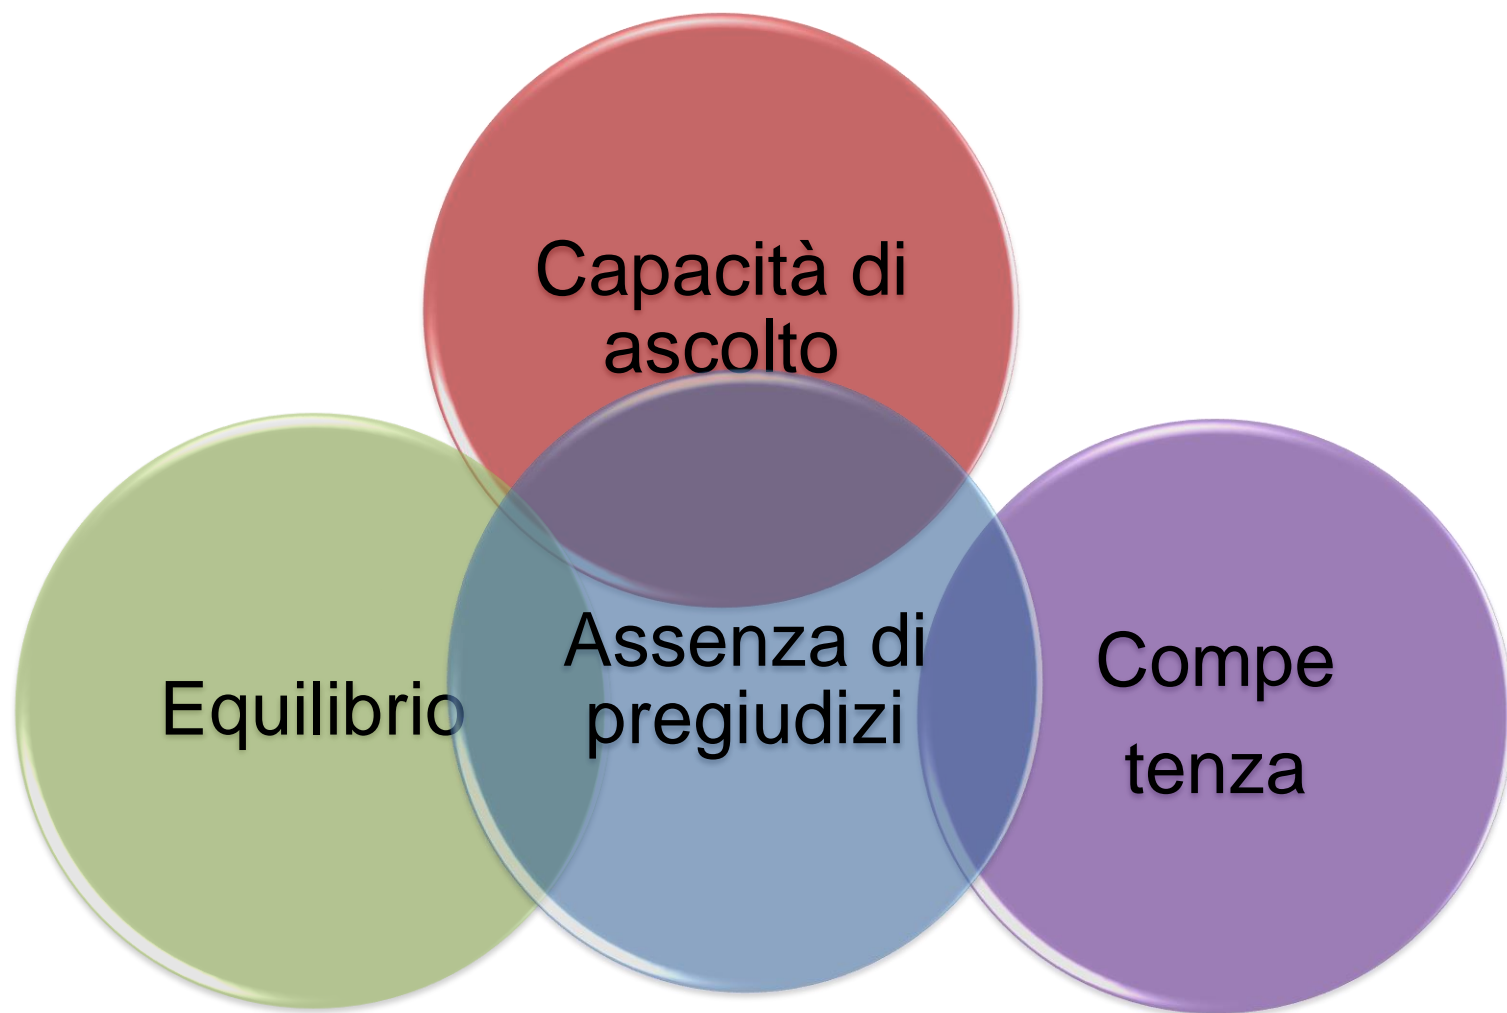 Capacità di
ascolto
Equilibrio
Assenza di
pregiudizi
Compe
tenza